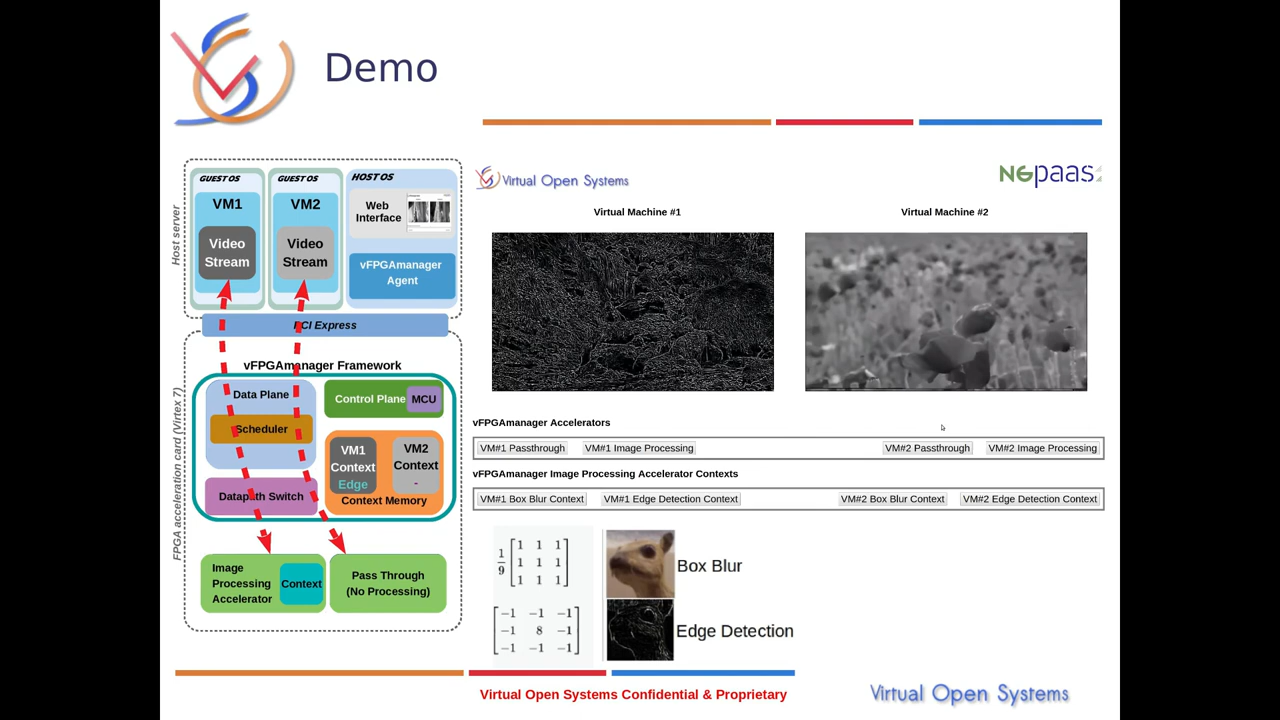 Demo
GUEST OS
GUEST OS
HOST OS
VM1
VM2
Web
Interface
Video
Stream
Video
Stream
vFPGAmanager
Agent
Host server
PCI Express
vFPGAmanager Framework
Data Plane
Control Plane
MCU
Scheduler
VM1
Context
Edge
VM2
Context
-
Context Memory
Datapath Switch
FPGA acceleration card (Virtex 7)
Image
Processing
Accelerator
Context
Pass Through
(No Processing)
Virtual Open Systems
NGpaas
Virtual Machine #1
Virtual Machine #2
vFPGAmanager Accelerators
VM#1 Passthrough
VM#1 Image Processing
VM#2 Passthrough
VM#2 Image Processing
vFPGAmanager Image Processing Accelerator Contexts
VM#1 Box Blur Context
VM#1 Edge Detection Context
VM#2 Box Blur Context
VM#2 Edge Detection Context
1/9
1 1 1
1 1 1
1 1 1
Box Blur
−1 −1 −1
−1 8 −1
−1 −1 −1
Edge Detection
Virtual Open Systems Confidential & Proprietary
Virtual Open Systems